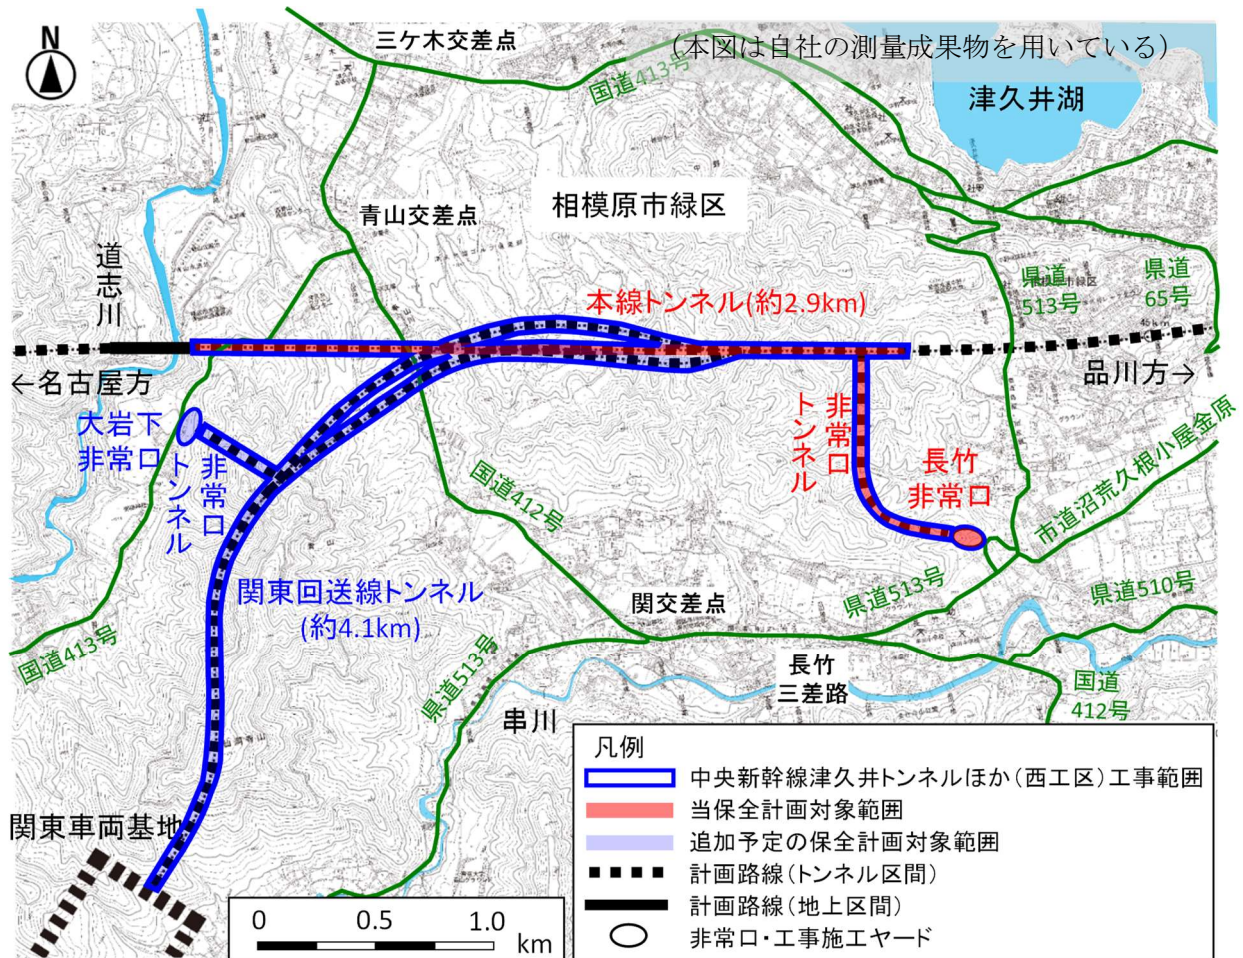 N
三ケ木交差点
(本図は自社の測量成果物を用いている)
国道413号
津久井湖
相模原市緑区
青山交差点
道志川
県道
513号
県道
65号
本線トンネル(約2.9km)
←名古屋方
品川方→
大岩下
非常口
非常口
トンネル
非常口
トンネル
長竹
非常口
市道沼荒久根小屋金原
国道412号
関東回送線トンネル
(約4.1km)
国道413号
県道513号
関交差点
県道513号
県道510号
長竹
三差路
国道
412号
串川
関東車両基地
凡例
中央新幹線津久井トンネルほか(西工区)工事範囲
当保全計画対象範囲
追加予定の保全計画対象範囲
計画路線(トンネル区間)
計画路線(地上区間)
非常口・工事施工ヤード
0 0.5 1.0
km